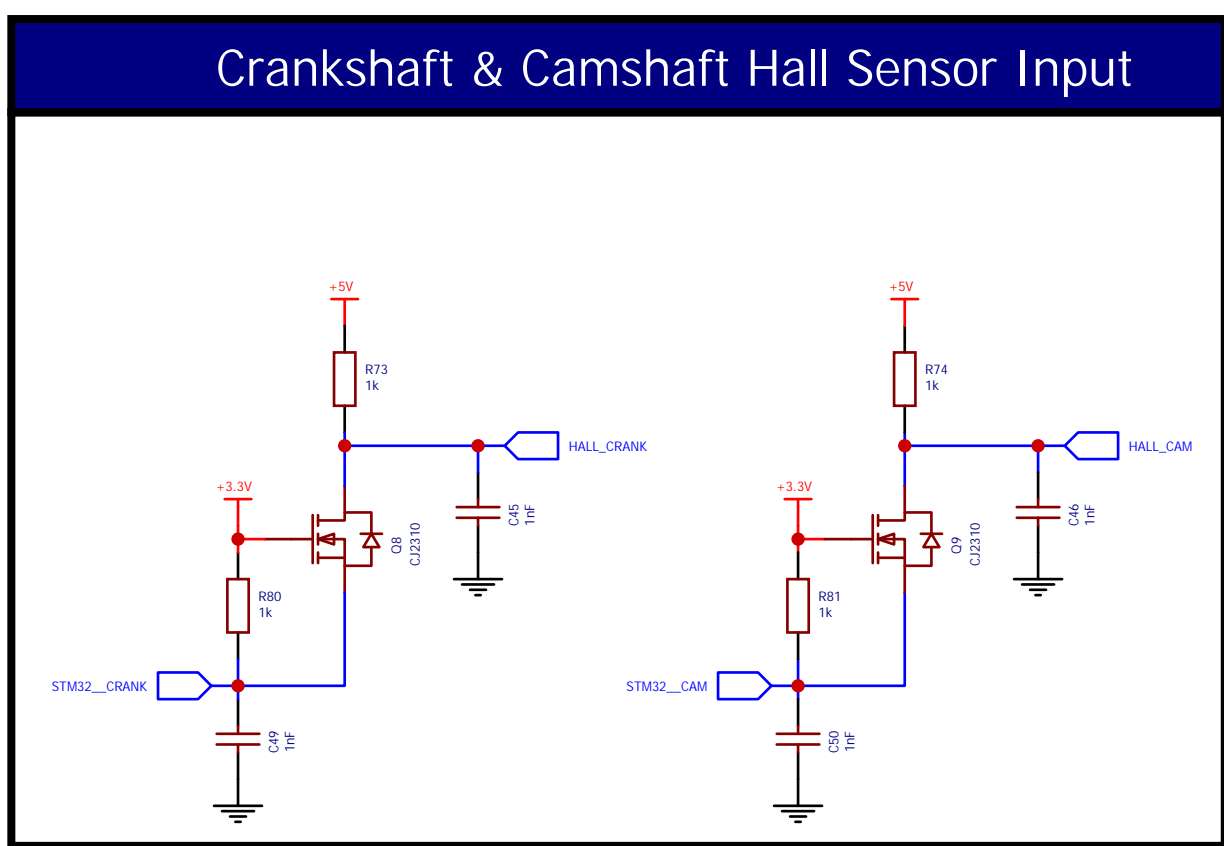 Crankshaft & Camshaft Hall Sensor Input
+5V
R73
1k
HALL_CRANK
+3.3V
C45
1nF
Q8
CJ2310
R80
1k
STM32__CRANK
C49
1nF
+5V
R74
1k
HALL_CAM
+3.3V
C46
1nF
Q9
CJ2310
R81
1k
STM32__CAM
C50
1nF